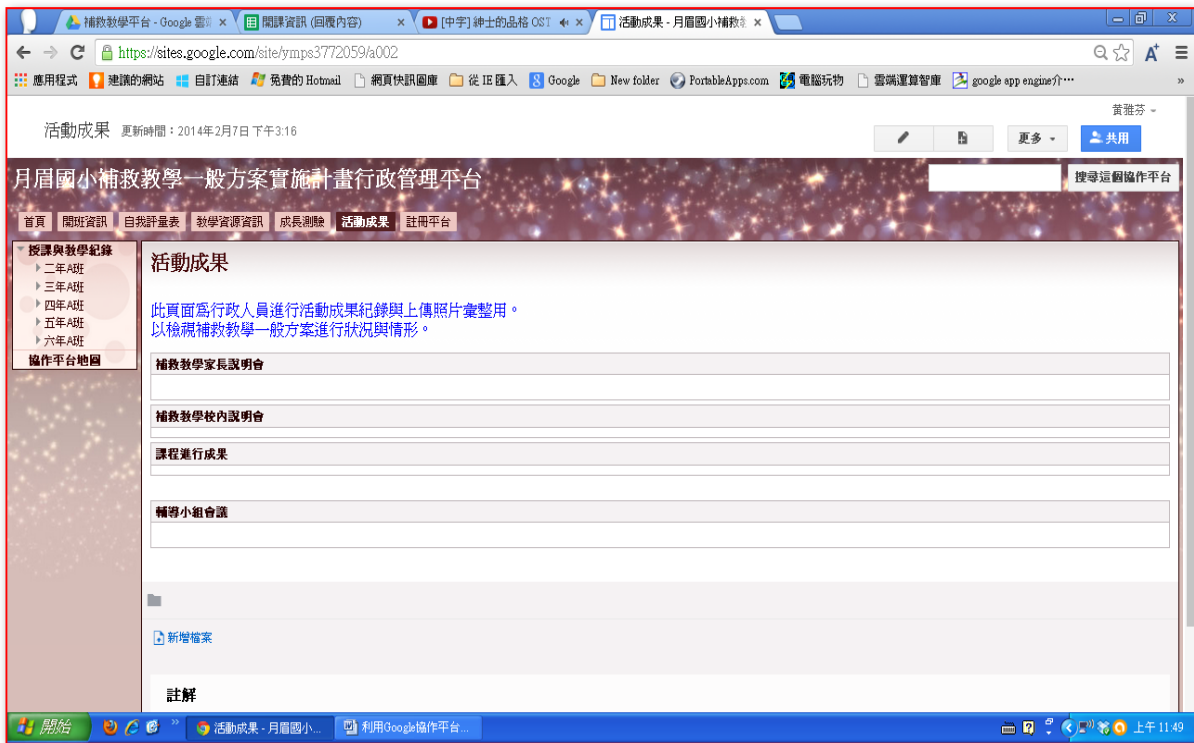 補救教學平台 - Google 雲端
開課資訊 (回覆內容)
[中字] 紳士的品格 OST
活動成果 - 月眉國小補救教
https://sites.google.com/site/ymps3772059/a002
應用程式 建議的網站 自訂連結 免費的 Hotmail 網頁快訊圖庫 從 IE 匯入 Google New folder PortableApps.com 電腦玩物 雲端運算智庫 google app engine介…
黃雅芬
活動成果 更新時間：2014年2月7日 下午3:16
更多 共用
月眉國小補救教學一般方案實施計畫行政管理平台
搜尋這個協作平台
首頁 開班資訊 自我評量表 教學資源資訊 成長測驗 活動成果 註冊平台
授課與教學紀錄
二年A班
三年A班
四年A班
五年A班
六年A班
協作平台地圖
活動成果
此頁面為行政人員進行活動成果紀錄與上傳照片彙整用。
以檢視補救教學一般方案進行狀況與情形。
補救教學家長說明會
補救教學校內說明會
課程進行成果
輔導小組會議
新增檔案
註解
開始 活動成果 - 月眉國小... 利用Google協作平台... 上午 11:49